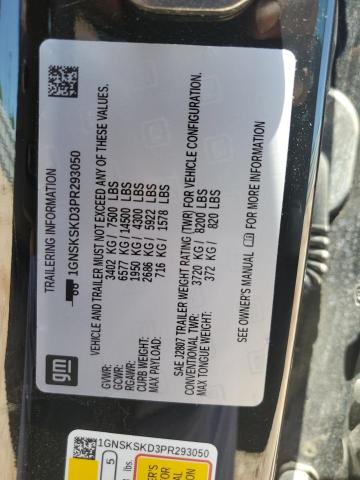 TRAILERING INFORMATION
1GNSKSKD3PR293050
VEHICLE AND TRAILER MUST NOT EXCEED ANY OF THESE VALUES.
GVWR: 3402 KG / 7500 LBS
GCWR: 6577 KG / 14500 LBS
RGAWR: 1950 KG / 4300 LBS
CURB WEIGHT: 2686 KG / 5922 LBS
MAX PAYLOAD: 716 KG / 1578 LBS
SAE J2807 TRAILER WEIGHT RATING (TWR) FOR VEHICLE CONFIGURATION.
CONVENTIONAL TWR: 3720 KG / 8200 LBS
MAX TONGUE WEIGHT: 372 KG / 820 LBS
SEE OWNER'S MANUAL FOR MORE INFORMATION
gm
1GNSKSKD3PR293050
5
lbs.